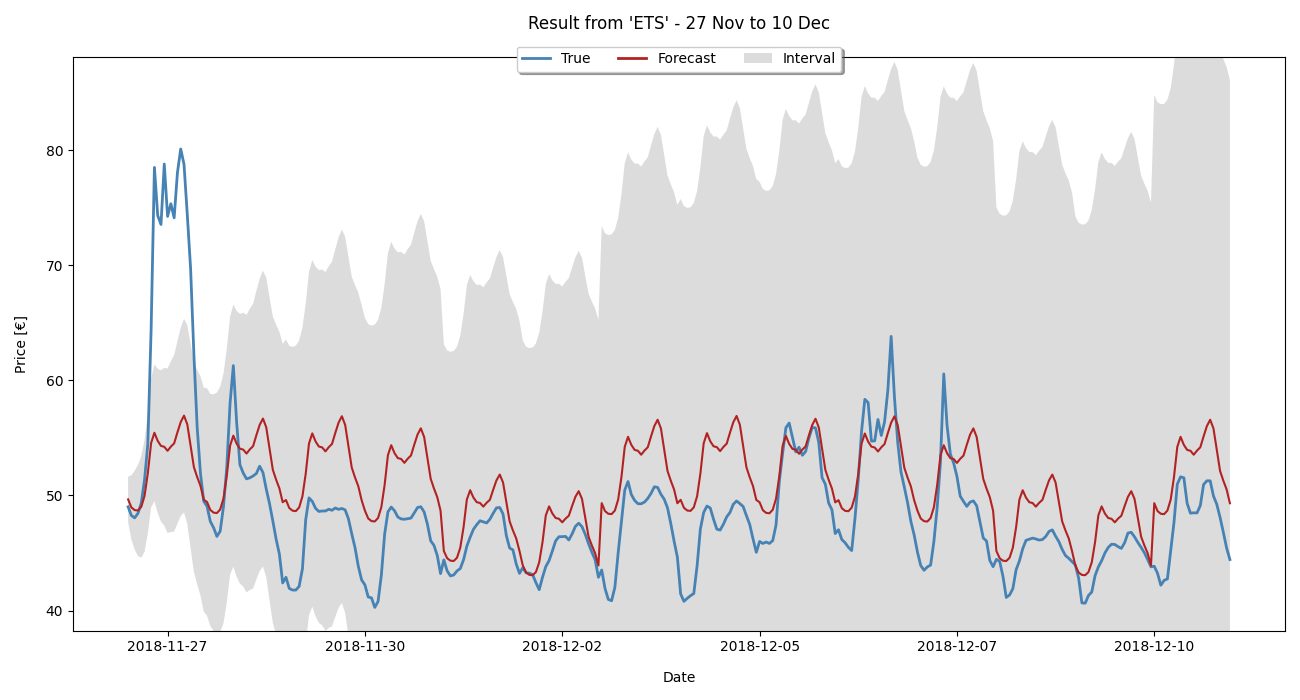 Result from 'ETS' - 27 Nov to 10 Dec
True Forecast Interval
Price [€]
80
70
60
50
40
2018-11-27 2018-11-30 2018-12-02 2018-12-05 2018-12-07 2018-12-10
Date